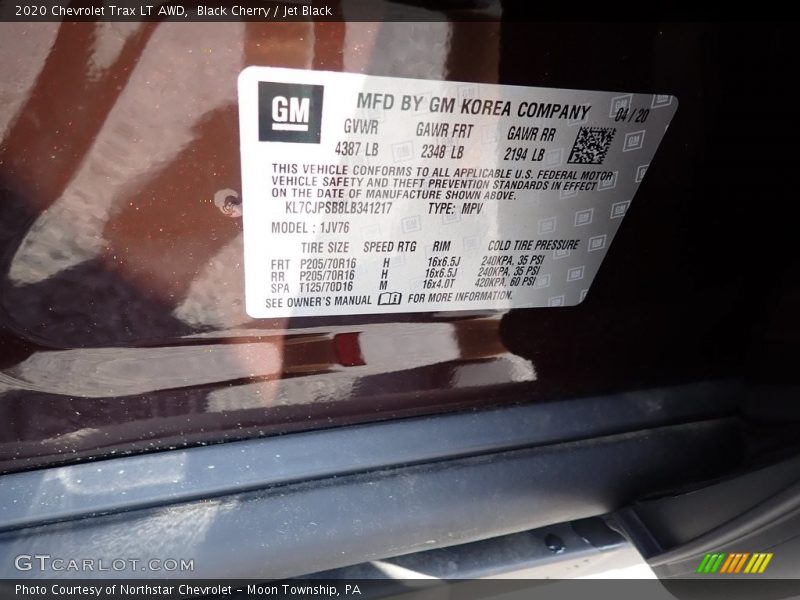 2020 Chevrolet Trax LT AWD,  Black Cherry / Jet Black
GM
MFD BY GM KOREA COMPANY 04/20
GVWR GAWR FRT GAWR RR
4387 LB 2348 LB 2194 LB
THIS VEHICLE CONFORMS TO ALL APPLICABLE U.S. FEDERAL MOTOR
VEHICLE SAFETY AND THEFT PREVENTION STANDARDS IN EFFECT
ON THE DATE OF MANUFACTURE SHOWN ABOVE.
KL7CJPSB8LB341217 TYPE: MPV
MODEL : 1JV76
TIRE SIZE SPEED RTG RIM COLD TIRE PRESSURE
FRT P205/70R16 H 16x6.5J 240KPA, 35 PSI
RR P205/70R16 H 16x6.5J 240KPA, 35 PSI
SPA T125/70D16 M 16x4.0T 420KPA, 60 PSI
SEE OWNER'S MANUAL FOR MORE INFORMATION.
GTCARLOT.COM
Photo Courtesy of Northstar Chevrolet – Moon Township, PA